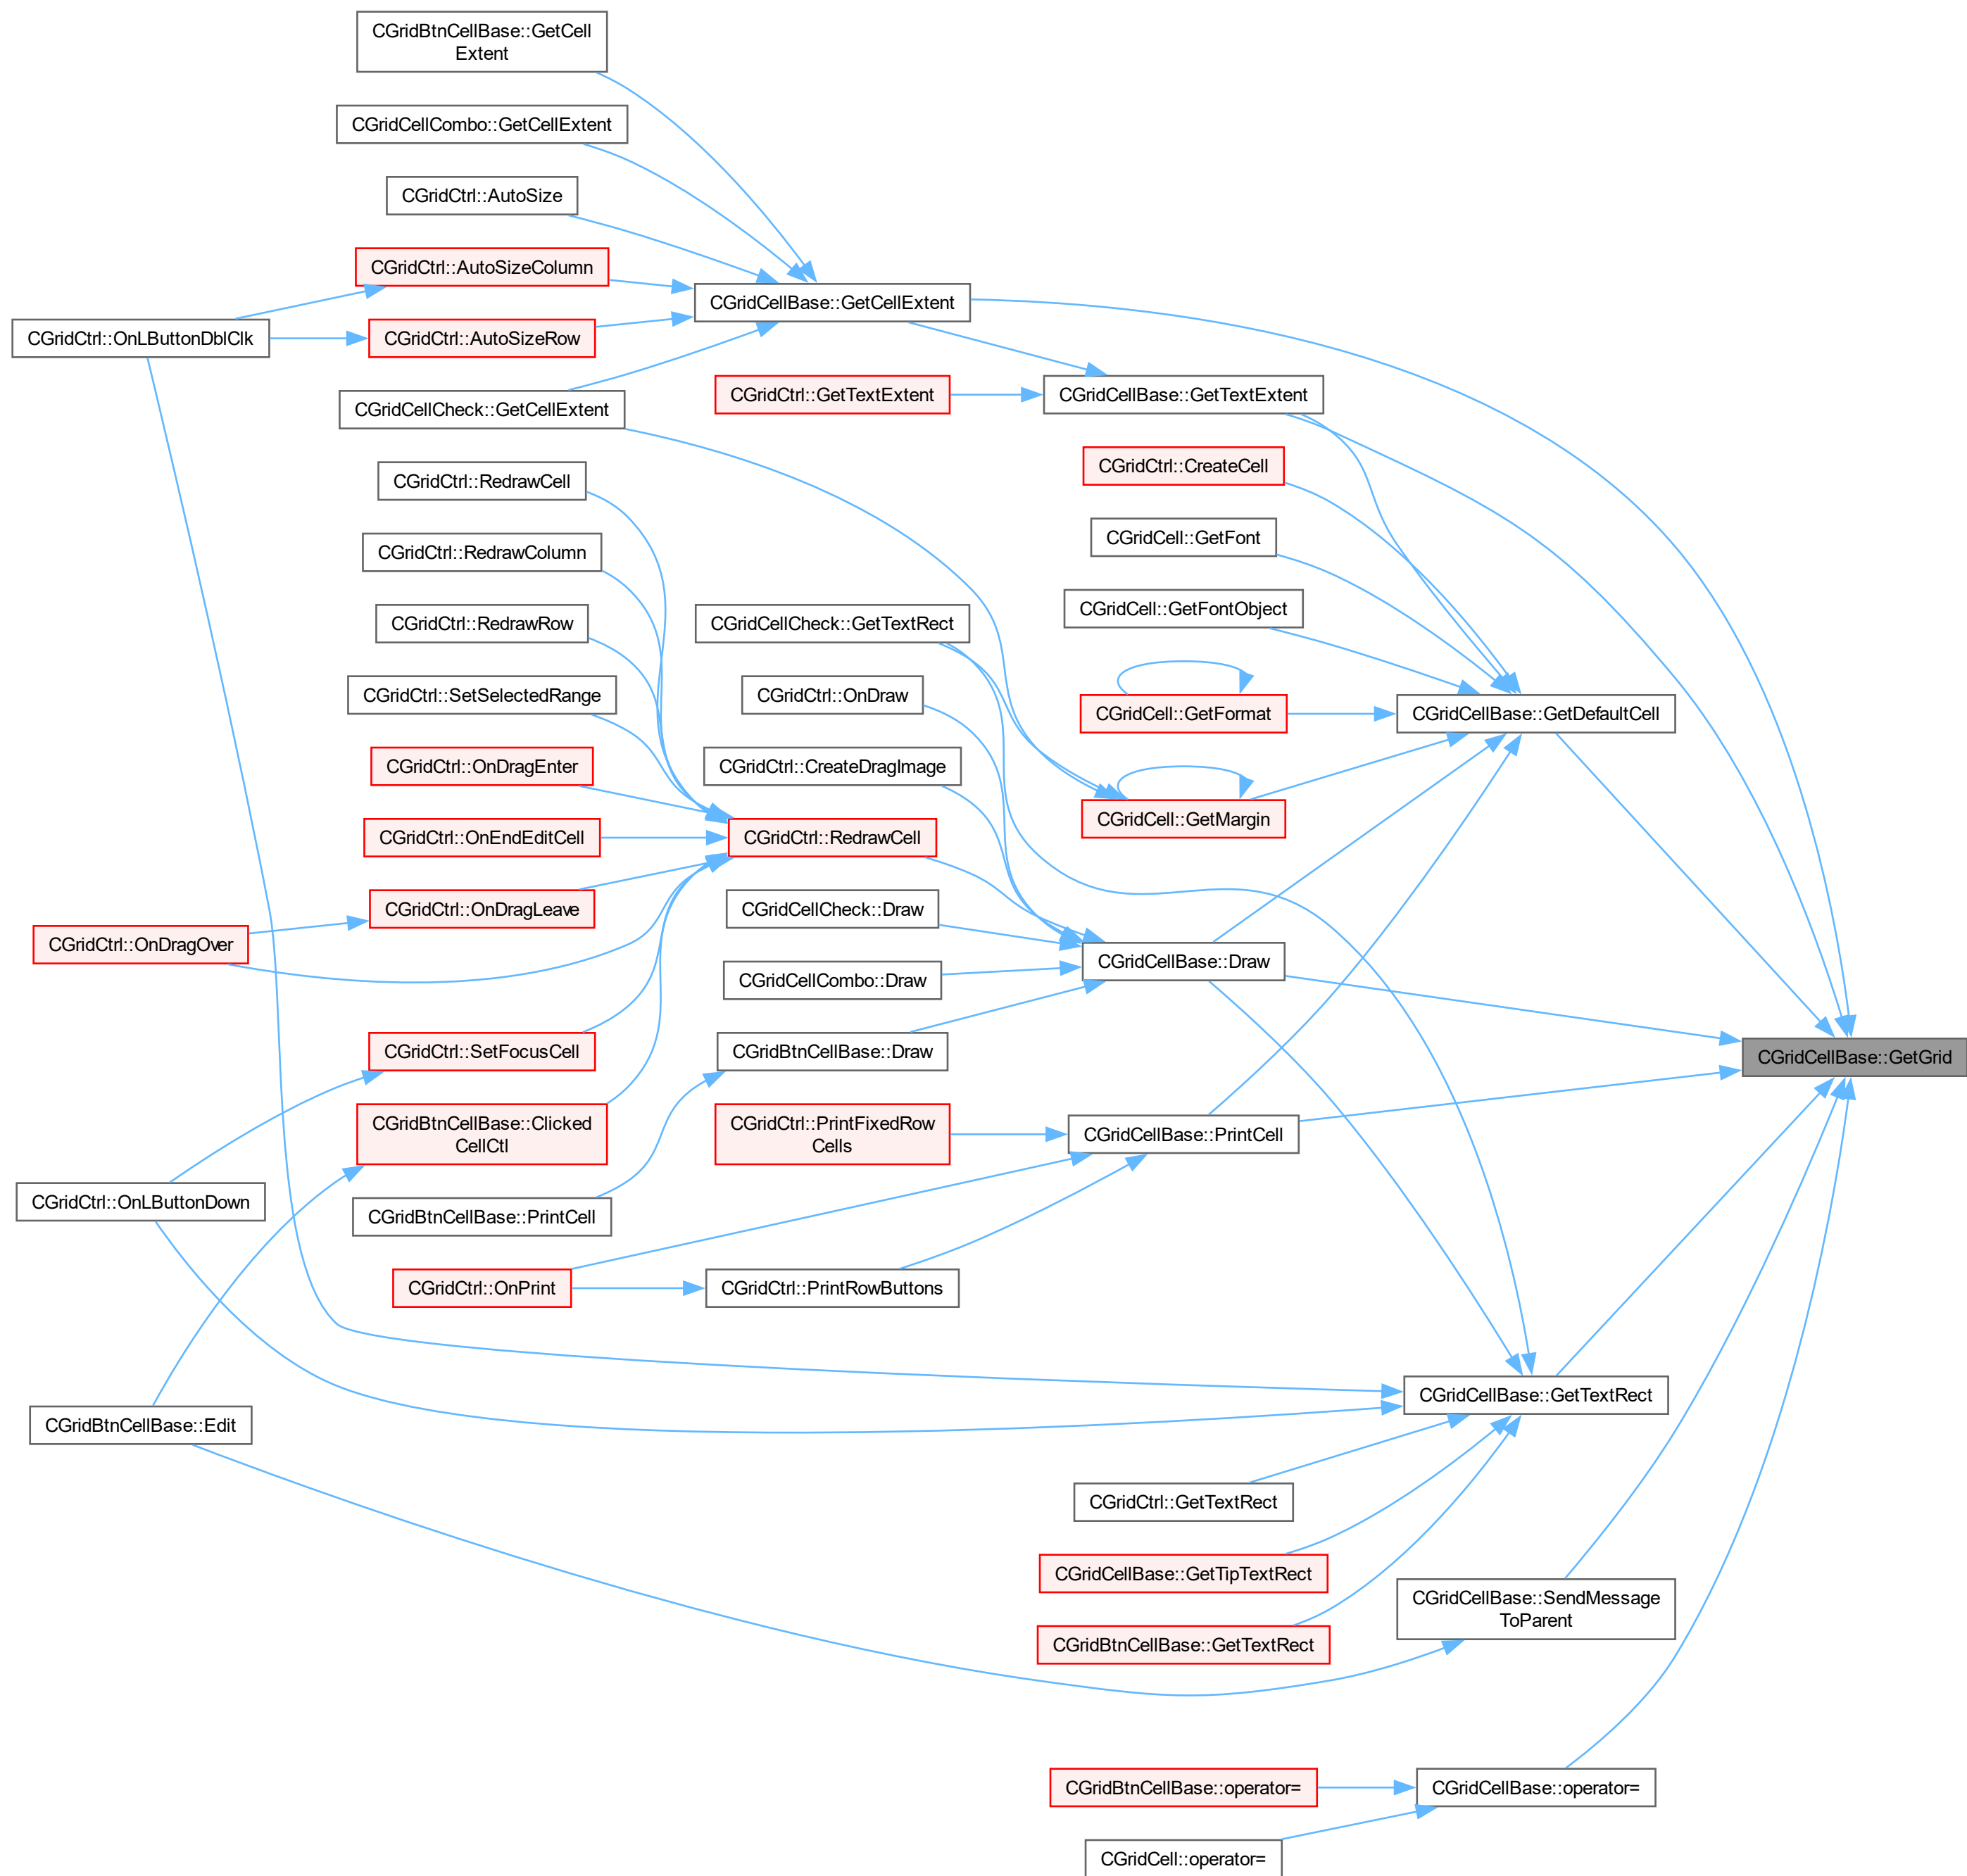 CGridBtnCellBase::GetCell
Extent
CGridCellCombo::GetCellExtent
CGridCtrl::AutoSize
CGridCtrl::AutoSizeColumn
CGridCellBase::GetCellExtent
CGridCtrl::OnLButtonDblClk
CGridCtrl::AutoSizeRow
CGridCellCheck::GetCellExtent
CGridCtrl::GetTextExtent
CGridCellBase::GetTextExtent
CGridCtrl::RedrawCell
CGridCtrl::CreateCell
CGridCtrl::RedrawColumn
CGridCell::GetFont
CGridCtrl::RedrawRow
CGridCellCheck::GetTextRect
CGridCell::GetFontObject
CGridCtrl::SetSelectedRange
CGridCtrl::OnDraw
CGridCell::GetFormat
CGridCellBase::GetDefaultCell
CGridCtrl::OnDragEnter
CGridCtrl::CreateDragImage
CGridCtrl::OnEndEditCell
CGridCtrl::RedrawCell
CGridCell::GetMargin
CGridCtrl::OnDragLeave
CGridCellCheck::Draw
CGridCtrl::OnDragOver
CGridCellCombo::Draw
CGridCellBase::Draw
CGridCtrl::SetFocusCell
CGridBtnCellBase::Draw
CGridCellBase::GetGrid
CGridBtnCellBase::Clicked
CellCtl
CGridCtrl::PrintFixedRow
Cells
CGridCellBase::PrintCell
CGridCtrl::OnLButtonDown
CGridBtnCellBase::PrintCell
CGridCtrl::OnPrint
CGridCtrl::PrintRowButtons
CGridCellBase::GetTextRect
CGridBtnCellBase::Edit
CGridCtrl::GetTextRect
CGridCellBase::GetTipTextRect
CGridCellBase::SendMessage
ToParent
CGridBtnCellBase::GetTextRect
CGridBtnCellBase::operator=
CGridCellBase::operator=
CGridCell::operator=